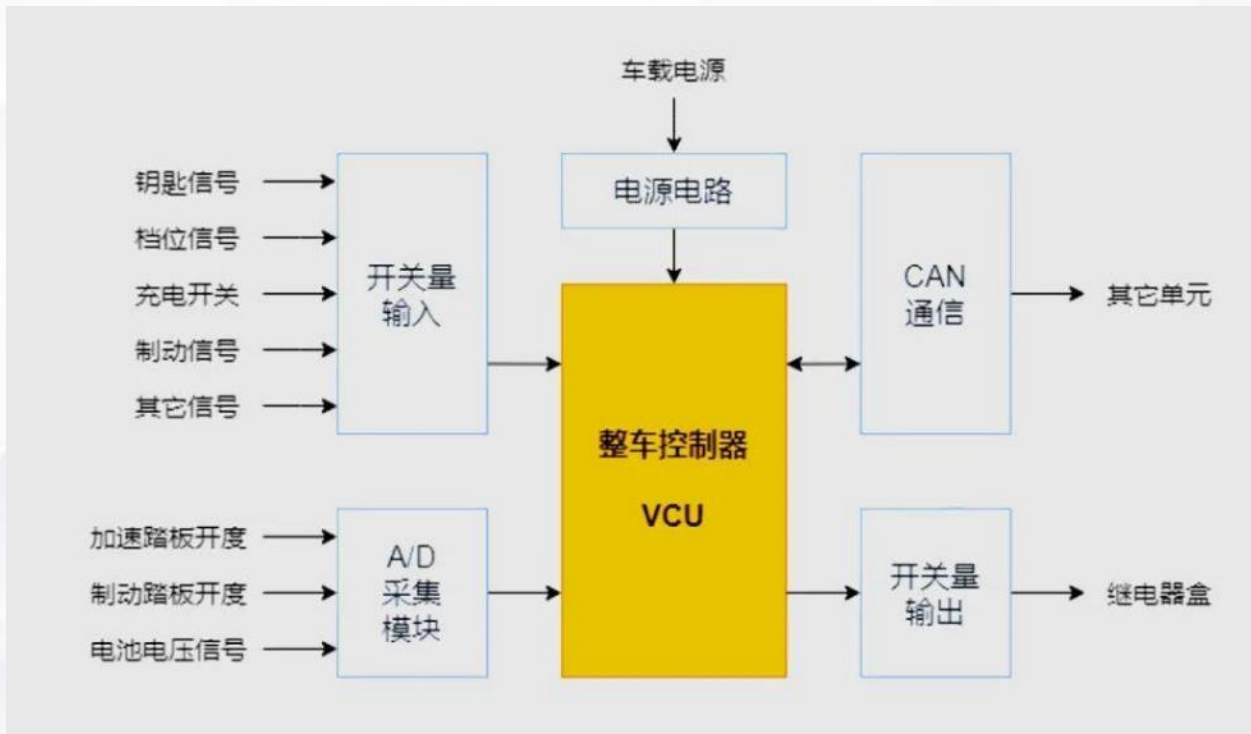 车载电源
电源电路
钥匙信号
档位信号
充电开关
制动信号
其它信号
开关量
输入
CAN
通信
其它单元
整车控制器
VCU
加速踏板开度
制动踏板开度
电池电压信号
A/D
采集
模块
开关量
输出
继电器盒